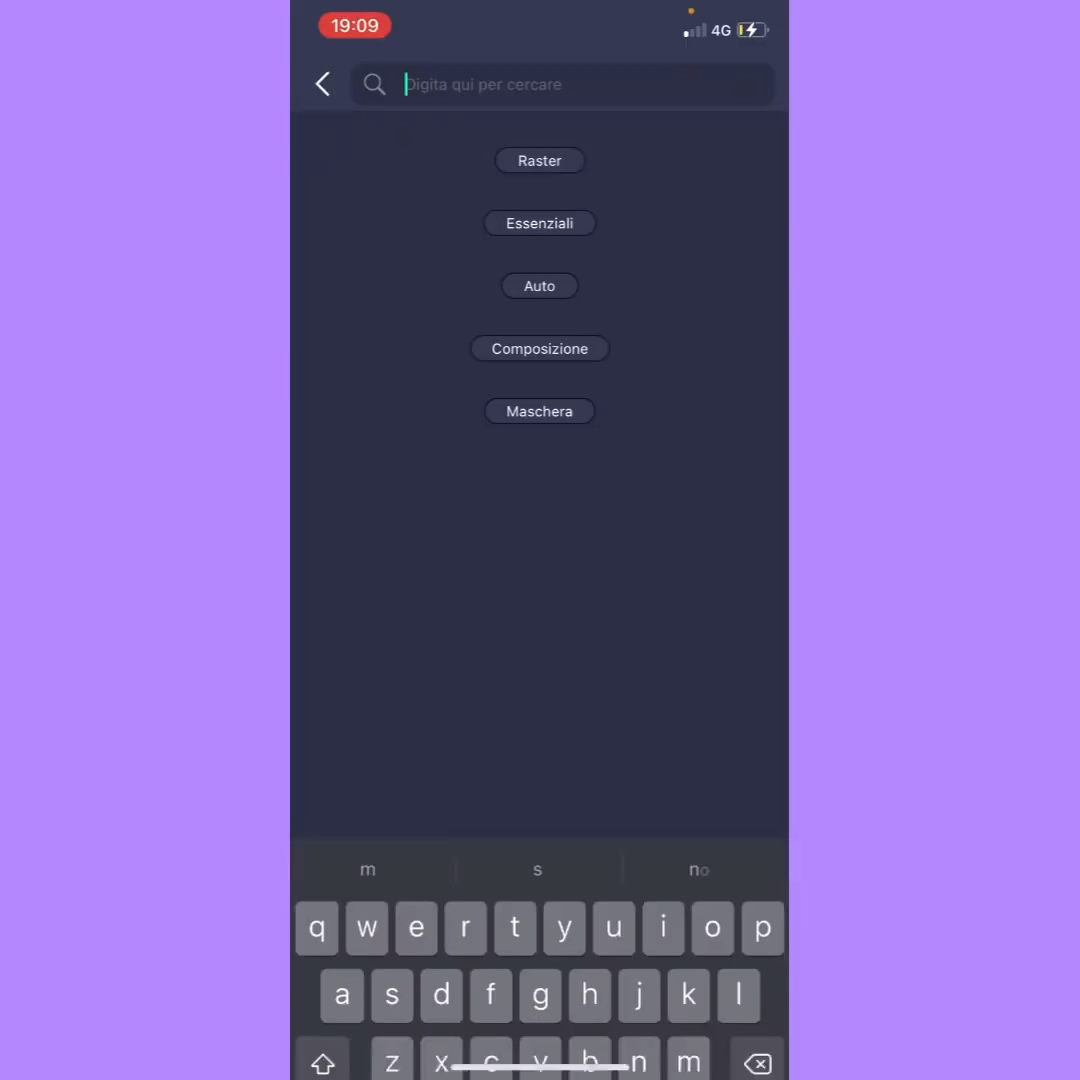 19:09
4G
Digita qui per cercare
Raster
Essenziali
Auto
Composizione
Maschera
m s no
q w e r t y u i o p
a s d f g h j k l
z x c v b n m